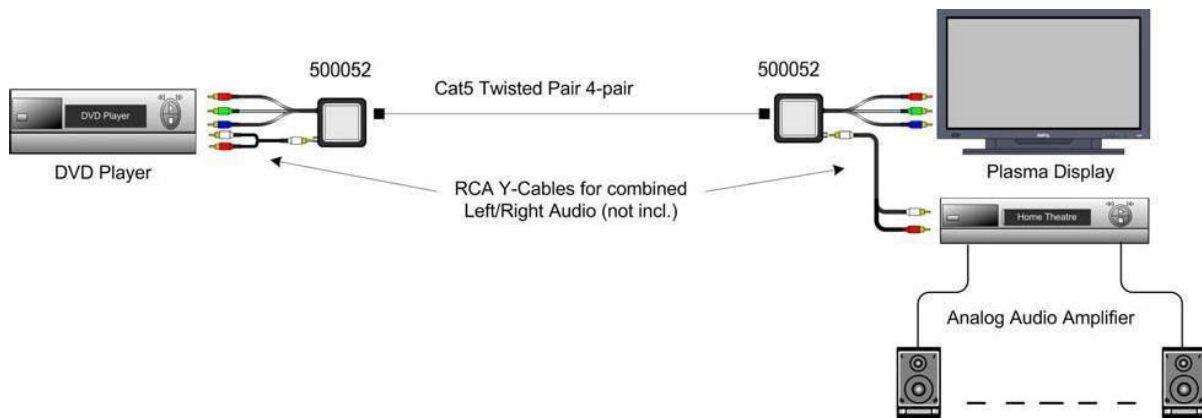 500052
500052
Cat5 Twisted Pair 4-pair
DVD Player
DVD Player
RCA Y-Cables for combined
Left/Right Audio (not incl.)
Plasma Display
Home Theatre
Analog Audio Amplifier